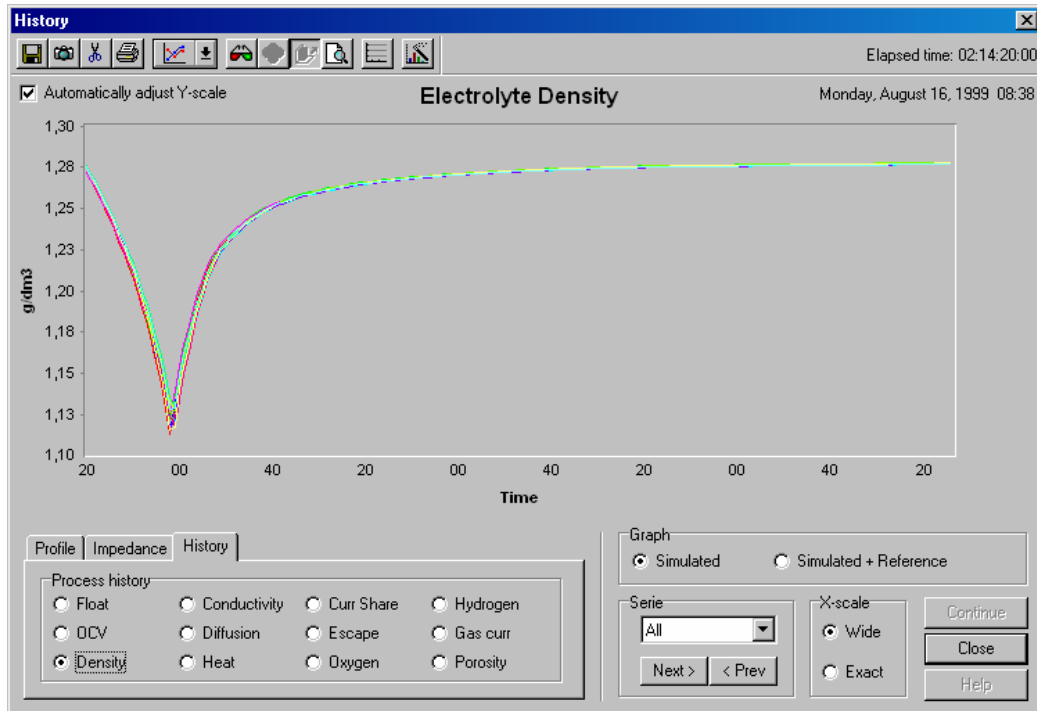 History
Elapsed time: 02:14:20:00
Automatically adjust Y-scale
Electrolyte Density
Monday, August 16, 1999 08:38
1,30
1,28
1,25
1,23
1,20
1,18
1,15
1,13
1,10
g/dm3
20 00 40 20 00 40 20 00 40 20
Time
Profile Impedance History
Process history
Float Conductivity Curr Share Hydrogen
OCV Diffusion Escape Gas curr
Density Heat Oxygen Porosity
Graph
Simulated Simulated + Reference
Serie
All
Next > < Prev
X-scale
Wide
Exact
Continue
Close
Help